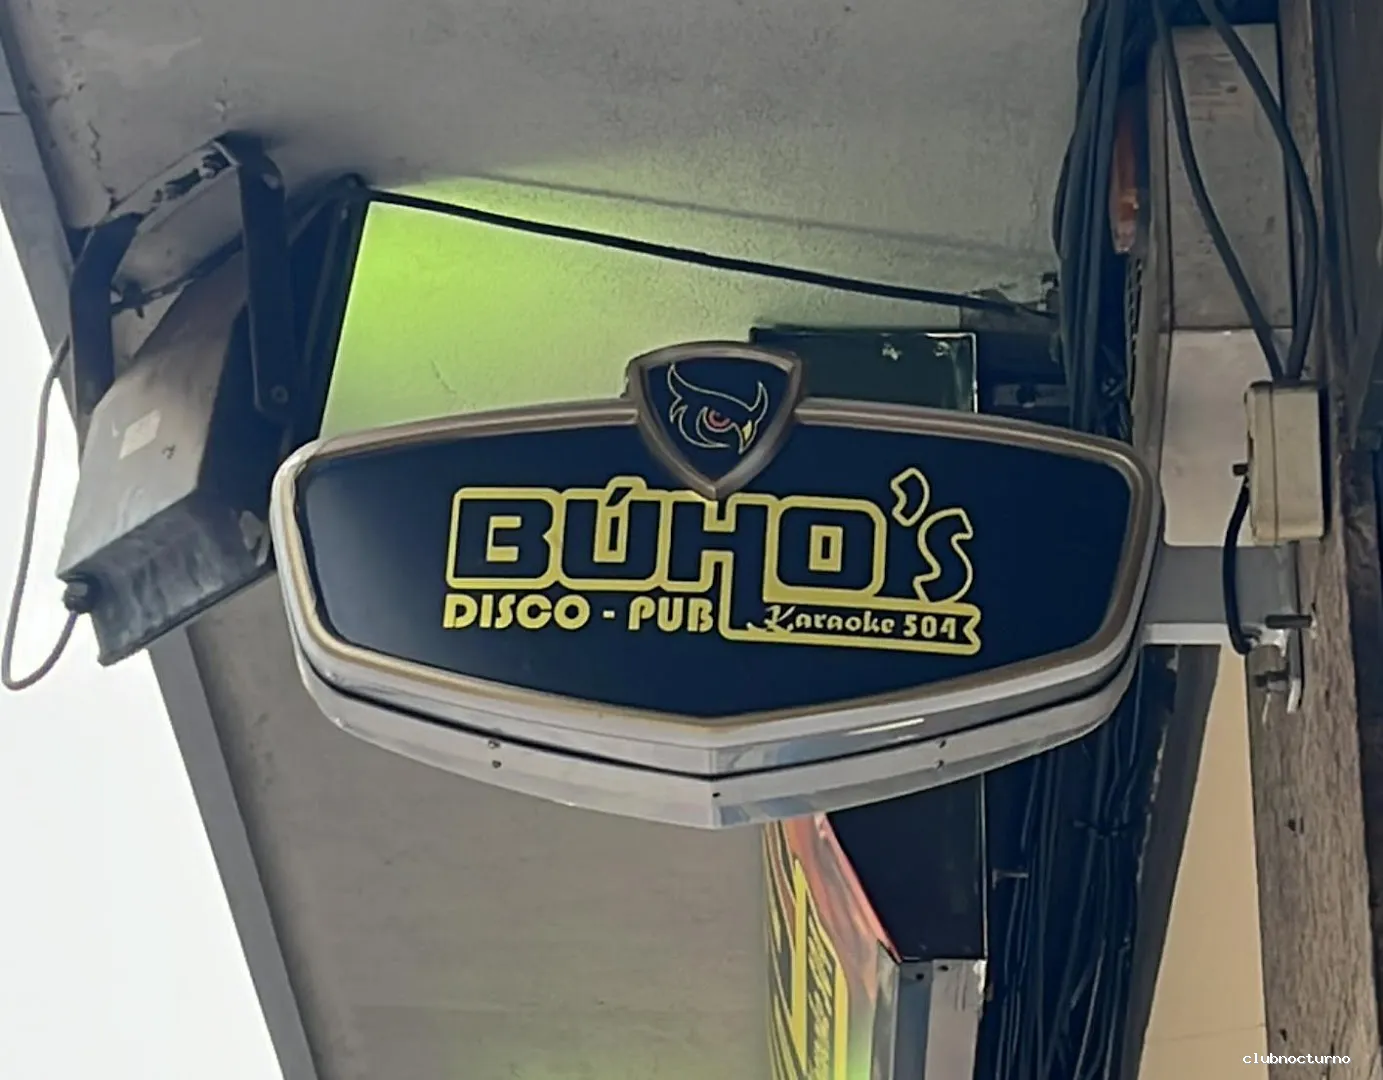 BÚHO'S
DISCO - PUB
Karaoke 504
clubnocturno